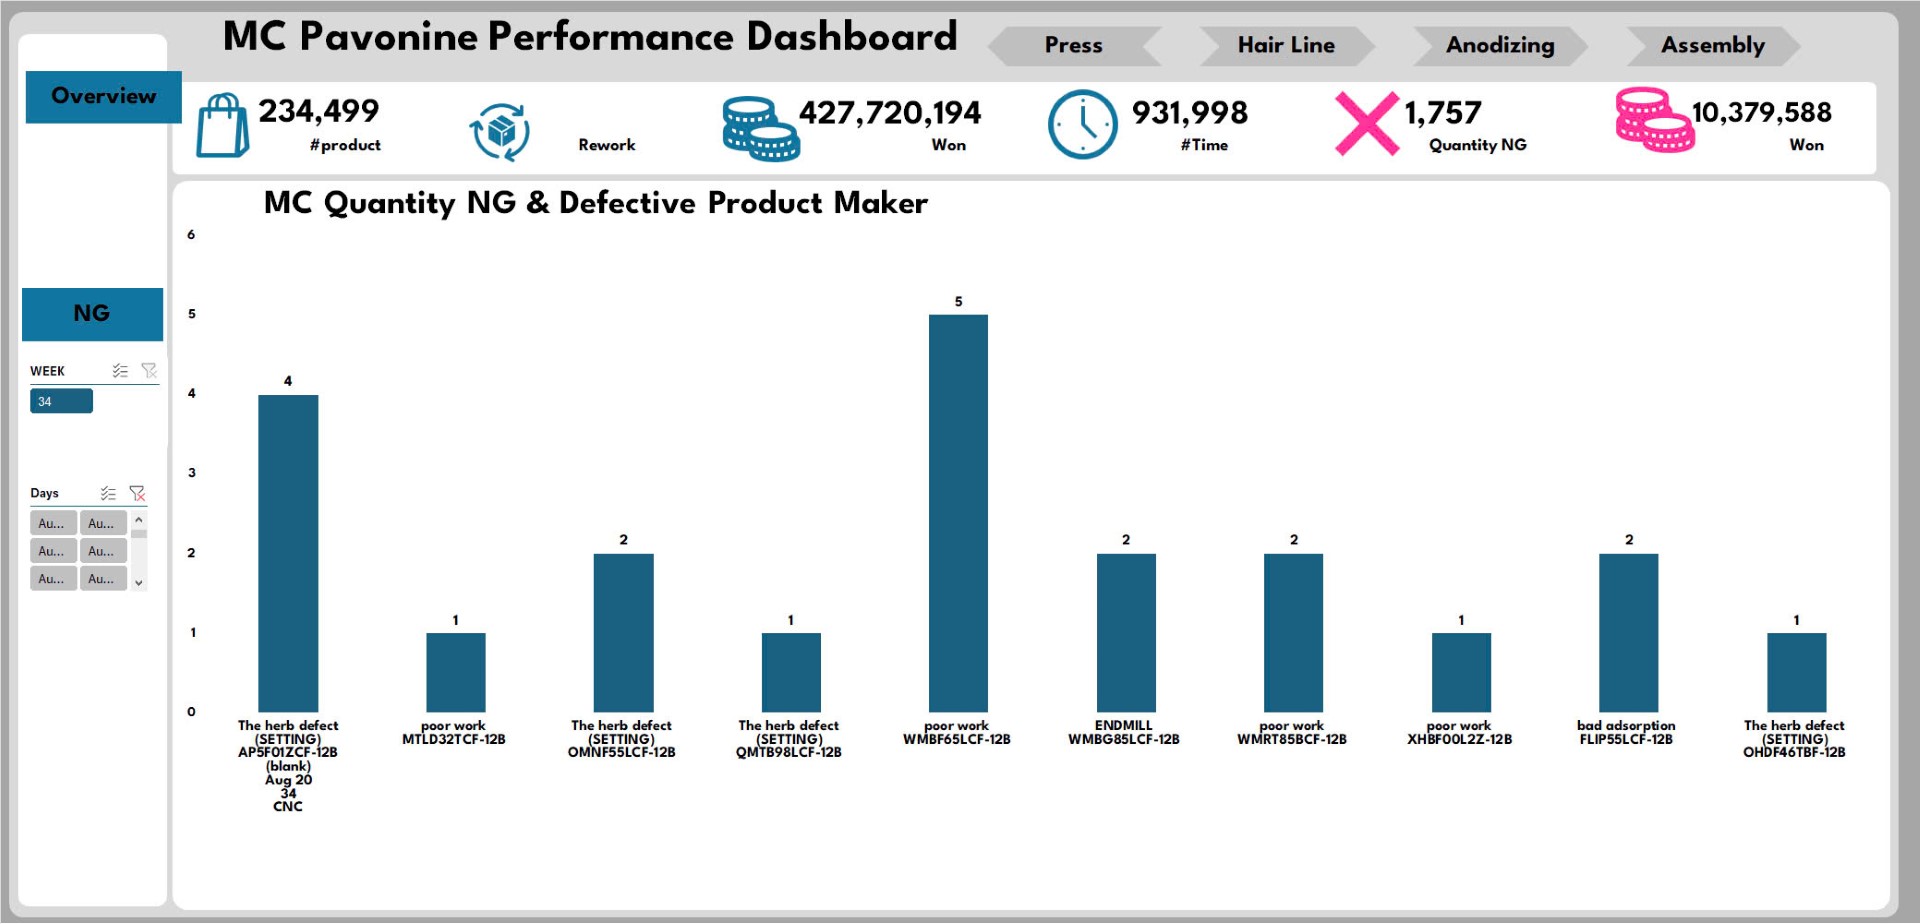 MC Pavonine Performance Dashboard
Press
Hair Line
Anodizing
Assembly
Overview
234,499
#product
Rework
427,720,194
Won
931,998
#Time
1,757
Quantity NG
10,379,588
Won
MC Quantity NG & Defective Product Maker
NG
WEEK
34
Days
Au... Au...
Au... Au...
Au... Au...
6
5
4
3
2
1
0
4
1
2
1
5
2
2
1
2
1
The herb defect
(SETTING)
AP5F01ZCF-12B
(blank)
Aug 20
34
CNC
poor work
MTLD32TCF-12B
The herb defect
(SETTING)
OMNF55LCF-12B
The herb defect
(SETTING)
QMTB98LCF-12B
poor work
WMBF65LCF-12B
ENDMILL
WMBG85LCF-12B
poor work
WMRT85BCF-12B
poor work
XHBF00L2Z-12B
bad adsorption
FLIP55LCF-12B
The herb defect
(SETTING)
OHDF46TBF-12B